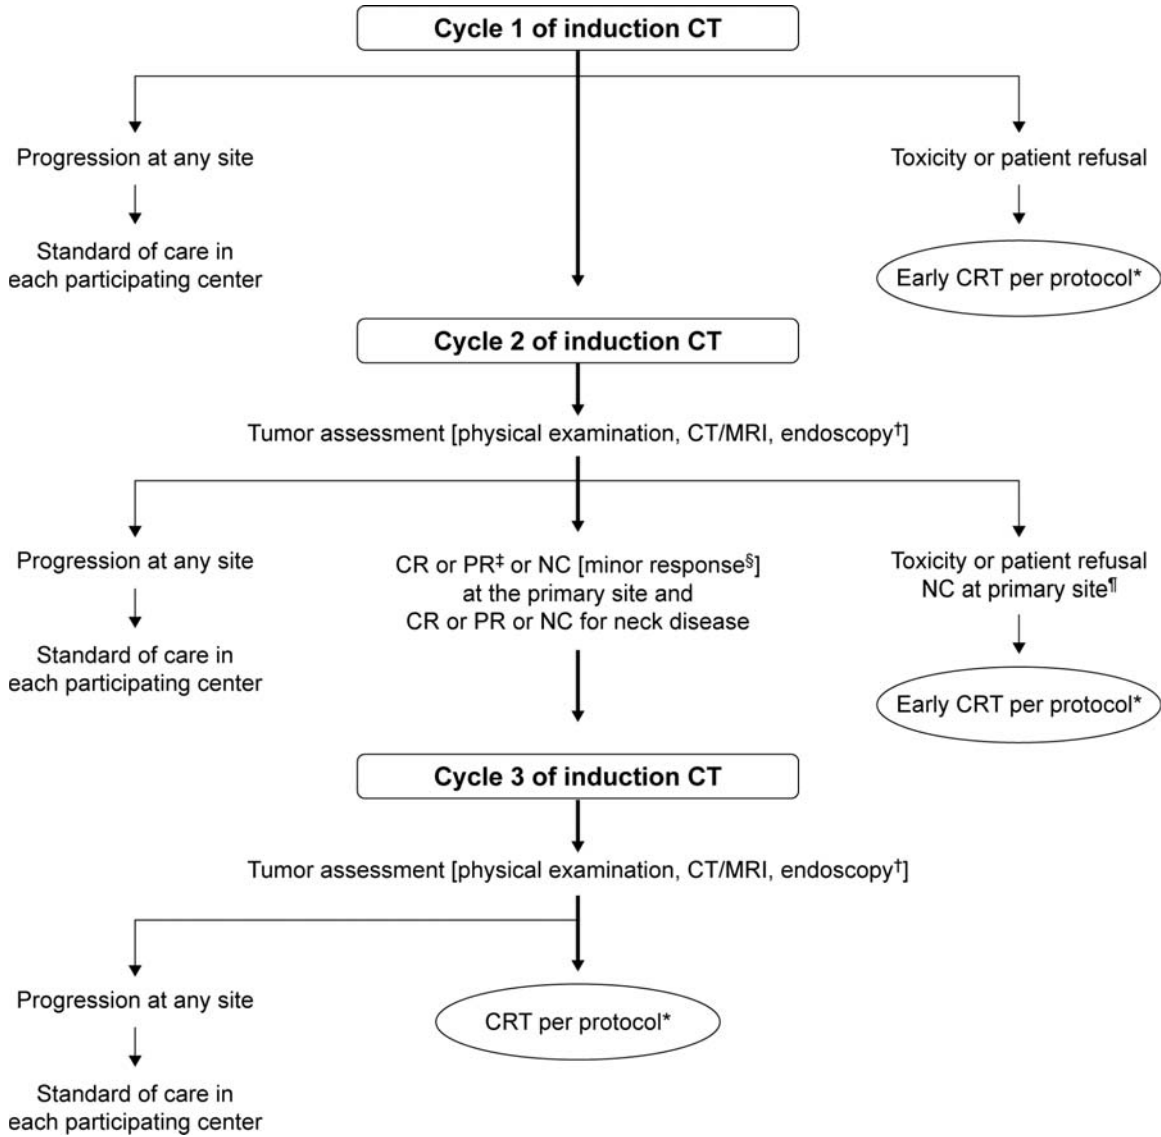 Cycle 1 of induction CT
Progression at any site
Toxicity or patient refusal
Standard of care in
each participating center
Early CRT per protocol*
Cycle 2 of induction CT
Tumor assessment [physical examination, CT/MRI, endoscopy†]
Progression at any site
CR or PR‡ or NC [minor response§]
at the primary site and
CR or PR or NC for neck disease
Toxicity or patient refusal
NC at primary site¶
Standard of care in
each participating center
Early CRT per protocol*
Cycle 3 of induction CT
Tumor assessment [physical examination, CT/MRI, endoscopy†]
Progression at any site
CRT per protocol*
Standard of care in
each participating center